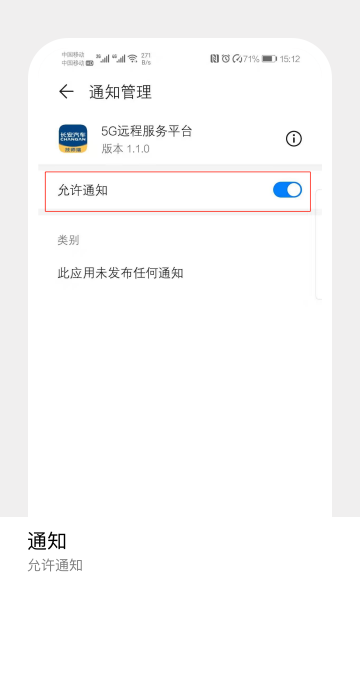 中国移动
中国移动 HD
271
B/s
71%
15:12
通知管理
长安汽车
CHANGAN
5G远程服务平台
版本 1.1.0
允许通知
类别
此应用未发布任何通知
通知
允许通知